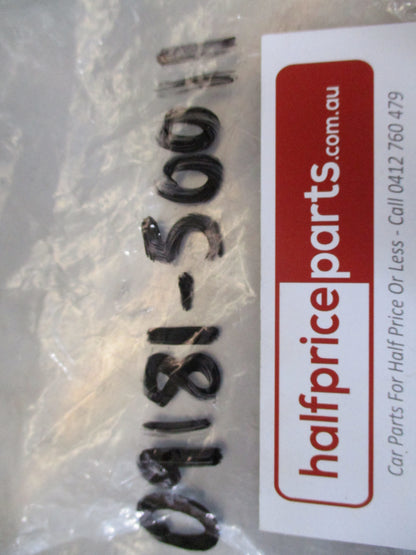 09181-50011
halfpriceparts.com.au
Car Parts For Half Price Or Less - Call 0412 760 479